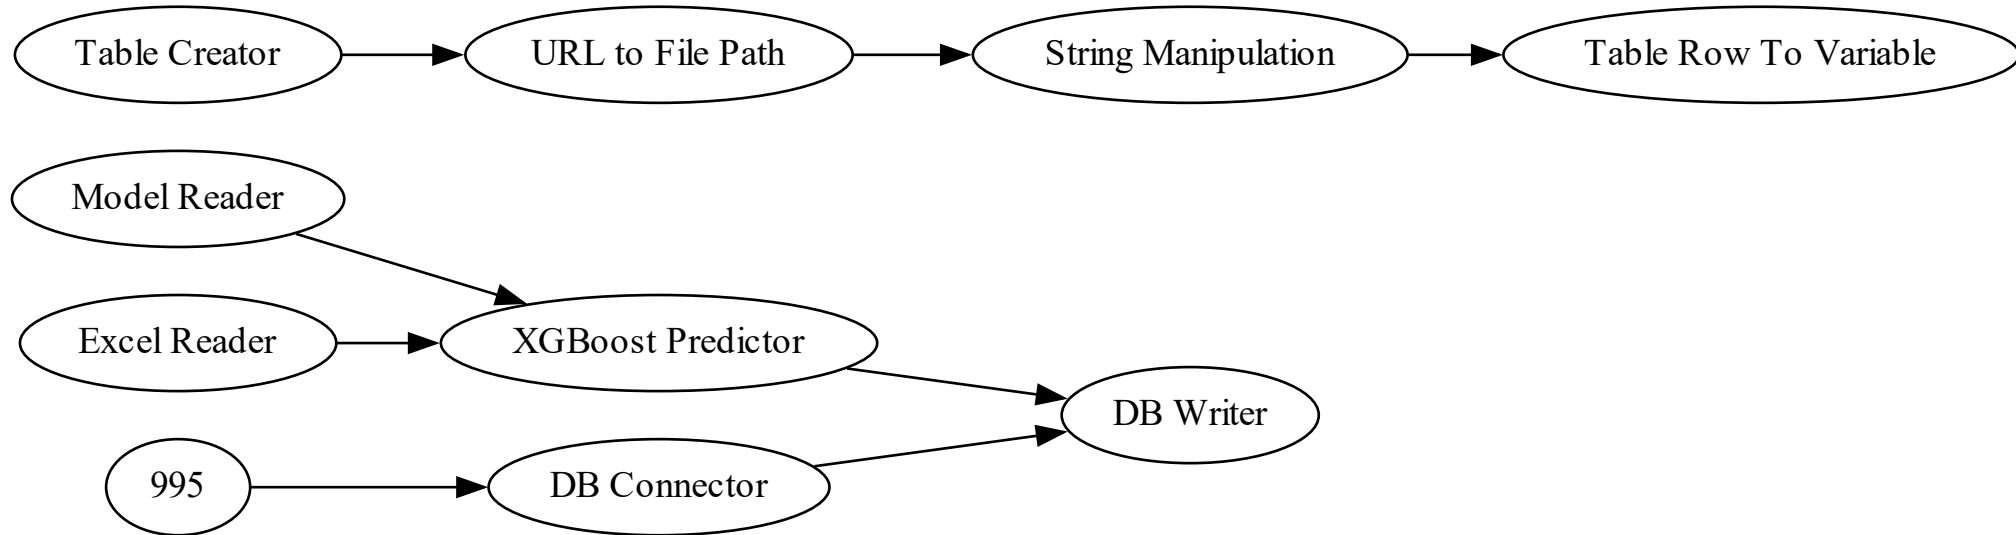 Table Creator
URL to File Path
String Manipulation
Table Row To Variable
Model Reader
Excel Reader
XGBoost Predictor
DB Writer
995
DB Connector